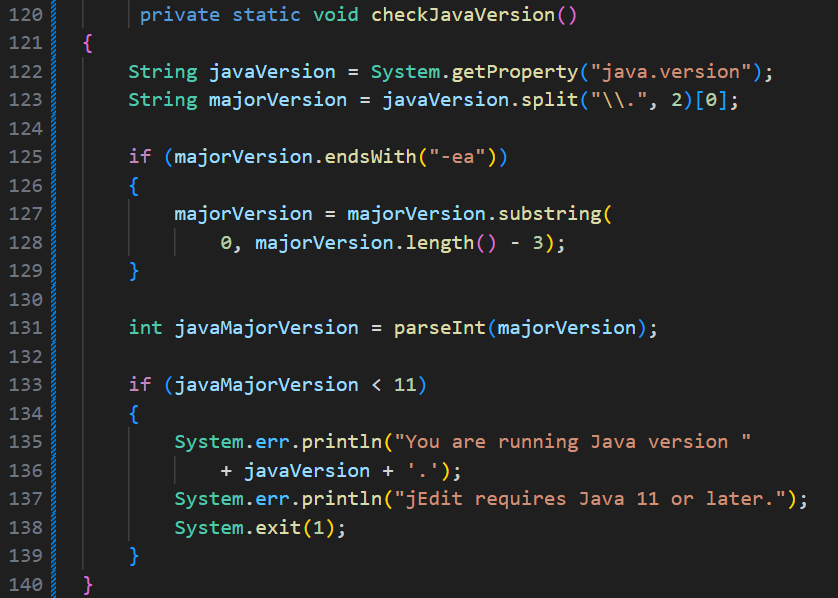 120         private static void checkJavaVersion()
121    {
122        String javaVersion = System.getProperty("java.version");
123        String majorVersion = javaVersion.split("\\.", 2)[0];
124
125        if (majorVersion.endsWith("-ea"))
126        {
127            majorVersion = majorVersion.substring(
128                0, majorVersion.length() - 3);
129        }
130
131        int javaMajorVersion = parseInt(majorVersion);
132
133        if (javaMajorVersion < 11)
134        {
135            System.err.println("You are running Java version "
136                + javaVersion + '.');
137            System.err.println("jEdit requires Java 11 or later.");
138            System.exit(1);
139        }
140    }